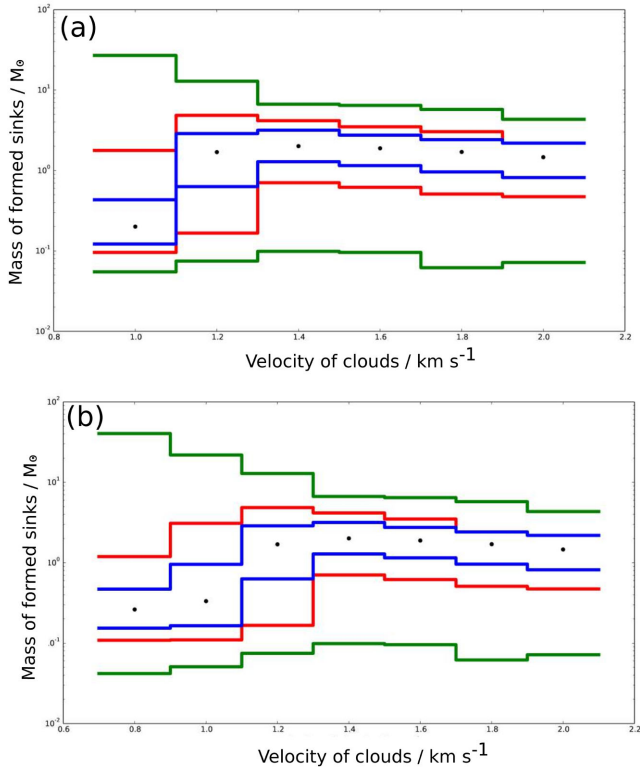 (a)
Mass of formed sinks / M⊙
10²
10¹
10⁰
10⁻¹
10⁻²
0.8 1.0 1.2 1.4 1.6 1.8 2.0 2.2
Velocity of clouds / km s⁻¹
(b)
Mass of formed sinks / M⊙
10²
10¹
10⁰
10⁻¹
10⁻²
0.6 0.8 1.0 1.2 1.4 1.6 1.8 2.0 2.2
Velocity of clouds / km s⁻¹